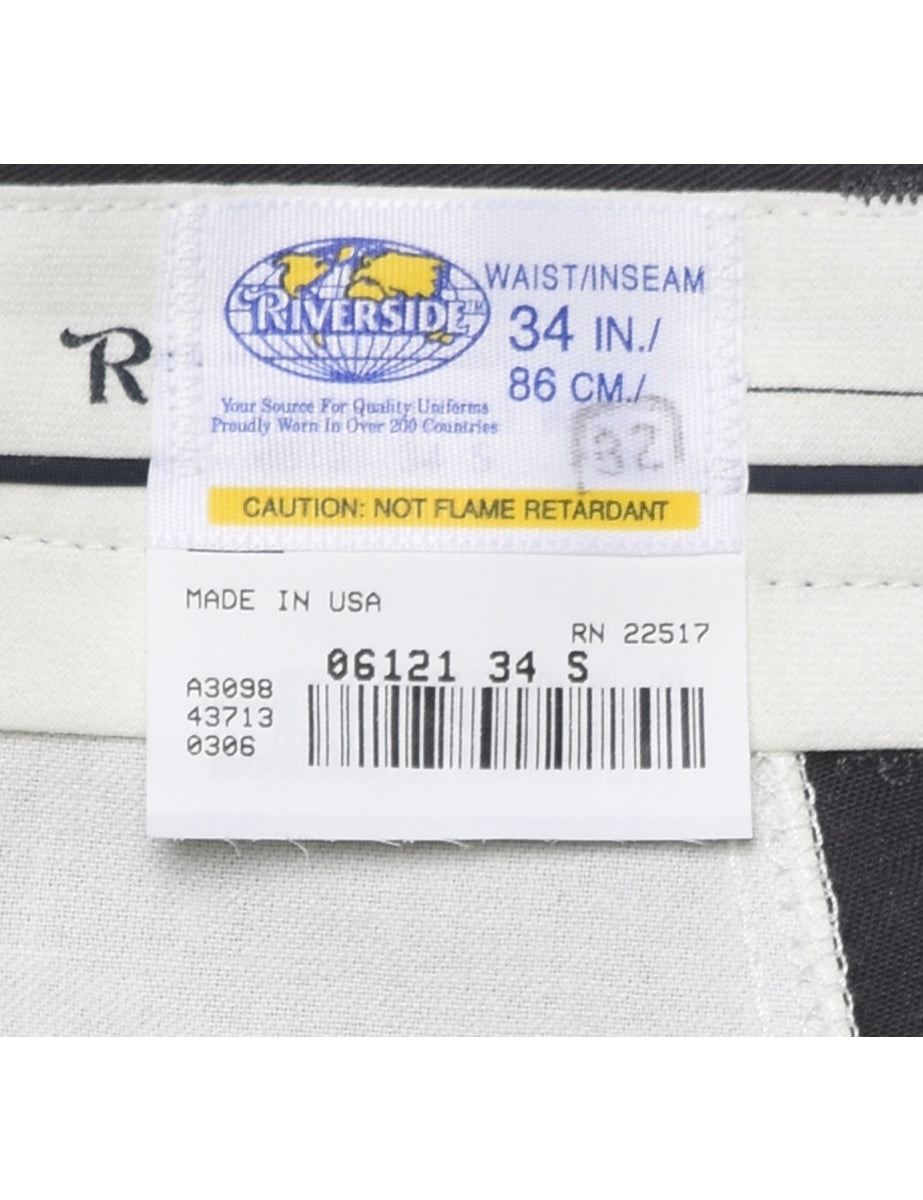 RIVERSIDE™
WAIST/INSEAM
34 IN./
86 CM./
32
R
Your Source For Quality Uniforms
Proudly Worn In Over 200 Countries
CAUTION: NOT FLAME RETARDANT
MADE IN USA
RN 22517
06121 34 S
A3098
43713
0306